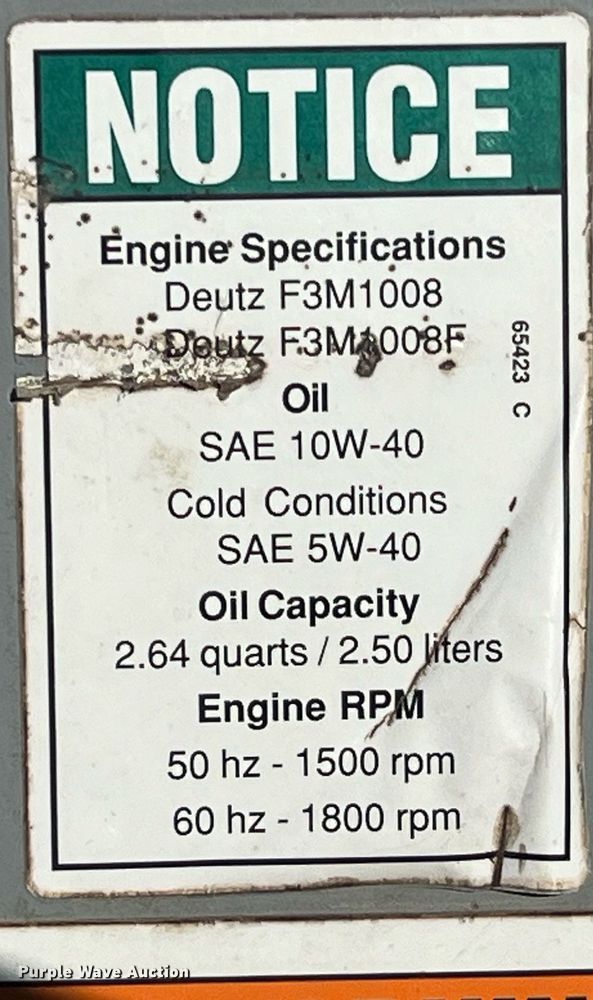 NOTICE
Engine Specifications
Deutz F3M1008
Deutz F3M1008F
65423 C
Oil
SAE 10W-40
Cold Conditions
SAE 5W-40
Oil Capacity
2.64 quarts / 2.50 liters
Engine RPM
50 hz - 1500 rpm
60 hz - 1800 rpm
Purple Wave Auction